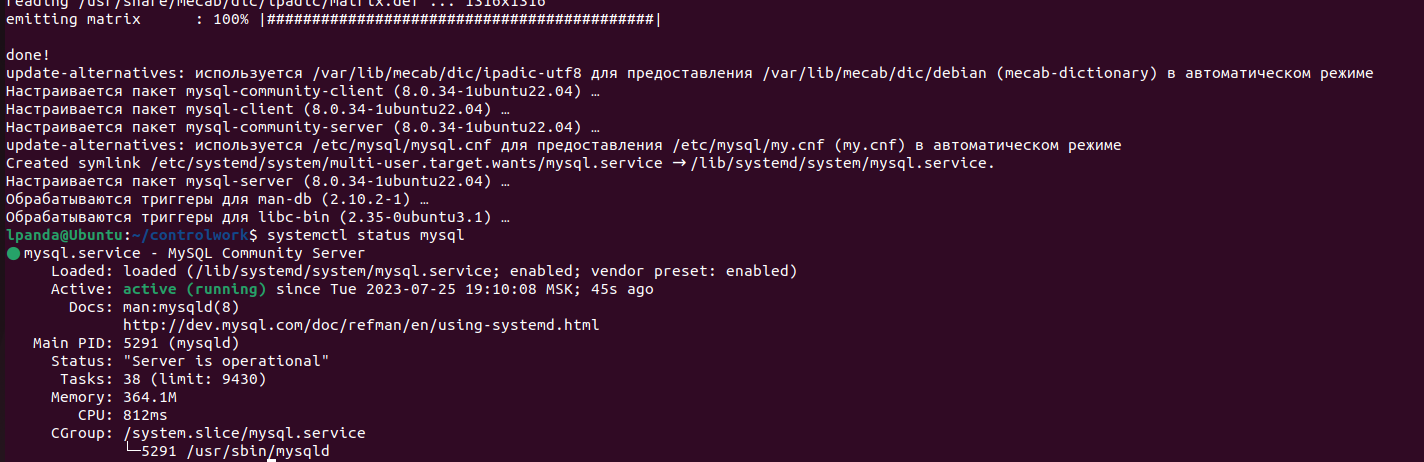 reading /usr/share/mecab/dic/ipadic/matrix.def ... 1316x1316
emitting matrix      : 100% |###########################################|
done!
update-alternatives: используется /var/lib/mecab/dic/ipadic-utf8 для предоставления /var/lib/mecab/dic/debian (mecab-dictionary) в автоматическом режиме
Настраивается пакет mysql-community-client (8.0.34-1ubuntu22.04) …
Настраивается пакет mysql-client (8.0.34-1ubuntu22.04) …
Настраивается пакет mysql-community-server (8.0.34-1ubuntu22.04) …
update-alternatives: используется /etc/mysql/mysql.cnf для предоставления /etc/mysql/my.cnf (my.cnf) в автоматическом режиме
Created symlink /etc/systemd/system/multi-user.target.wants/mysql.service → /lib/systemd/system/mysql.service.
Настраивается пакет mysql-server (8.0.34-1ubuntu22.04) …
Обрабатываются триггеры для man-db (2.10.2-1) …
Обрабатываются триггеры для libc-bin (2.35-0ubuntu3.1) …
lpanda@Ubuntu:~/controlwork$ systemctl status mysql
● mysql.service - MySQL Community Server
     Loaded: loaded (/lib/systemd/system/mysql.service; enabled; vendor preset: enabled)
     Active: active (running) since Tue 2023-07-25 19:10:08 MSK; 45s ago
       Docs: man:mysqld(8)
             http://dev.mysql.com/doc/refman/en/using-systemd.html
   Main PID: 5291 (mysqld)
     Status: "Server is operational"
      Tasks: 38 (limit: 9430)
     Memory: 364.1M
        CPU: 812ms
     CGroup: /system.slice/mysql.service
             └─5291 /usr/sbin/mysqld